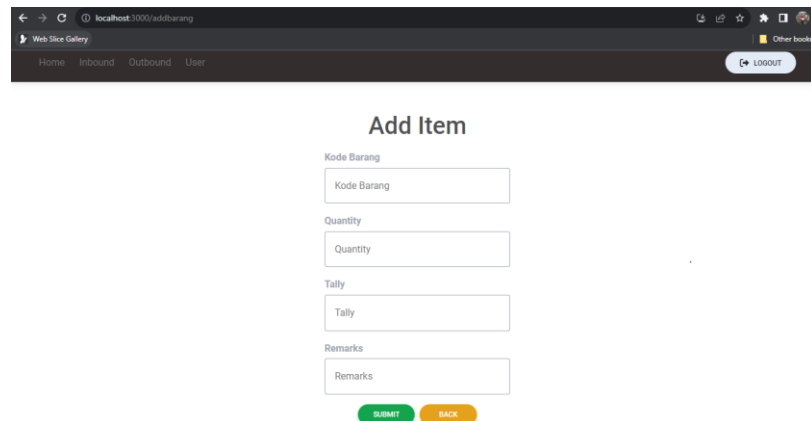 localhost:3000/addbarang
Web Slice Gallery
Other book
Home Inbound Outbound User
LOGOUT
Add Item
Kode Barang
Kode Barang
Quantity
Quantity
Tally
Tally
Remarks
Remarks
SUBMIT BACK